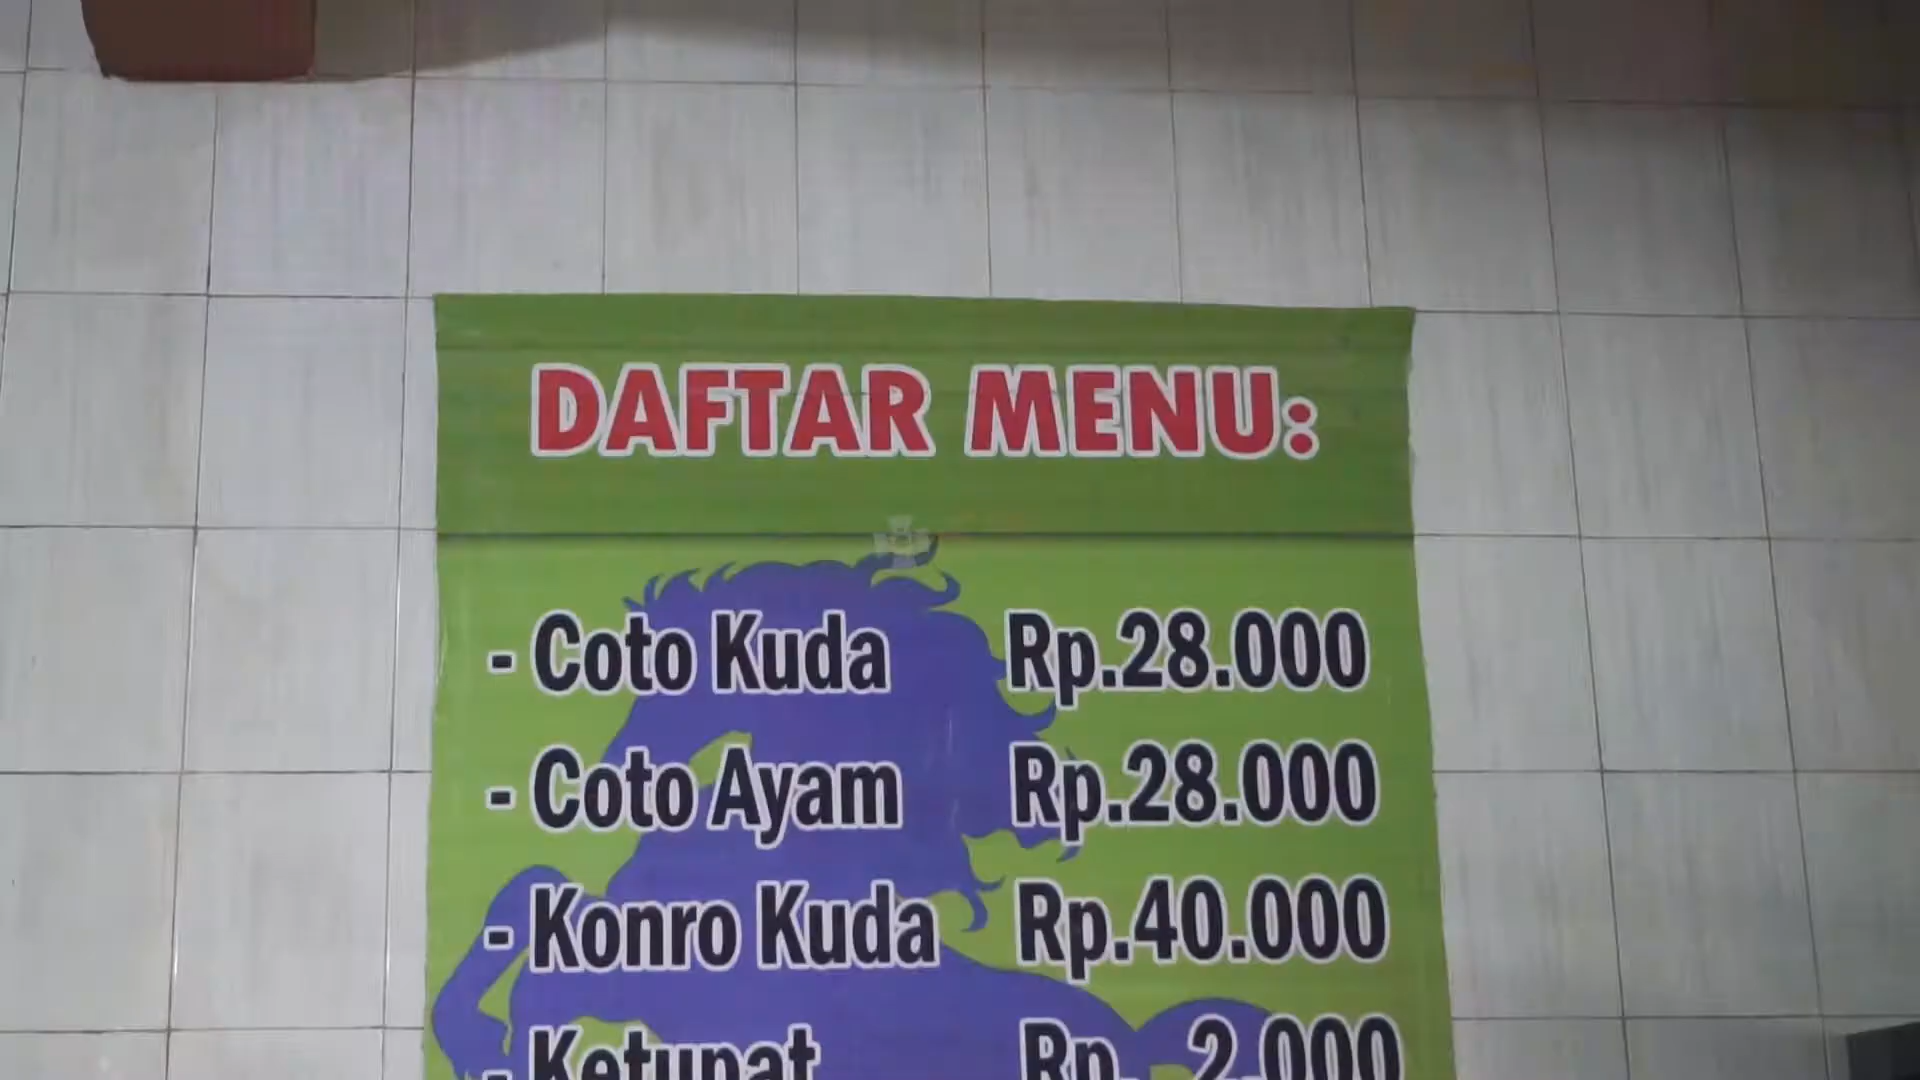 DAFTAR MENU:
- Coto Kuda Rp.28.000
- Coto Ayam Rp.28.000
- Konro Kuda Rp.40.000
- Ketupat Rp. 2.000